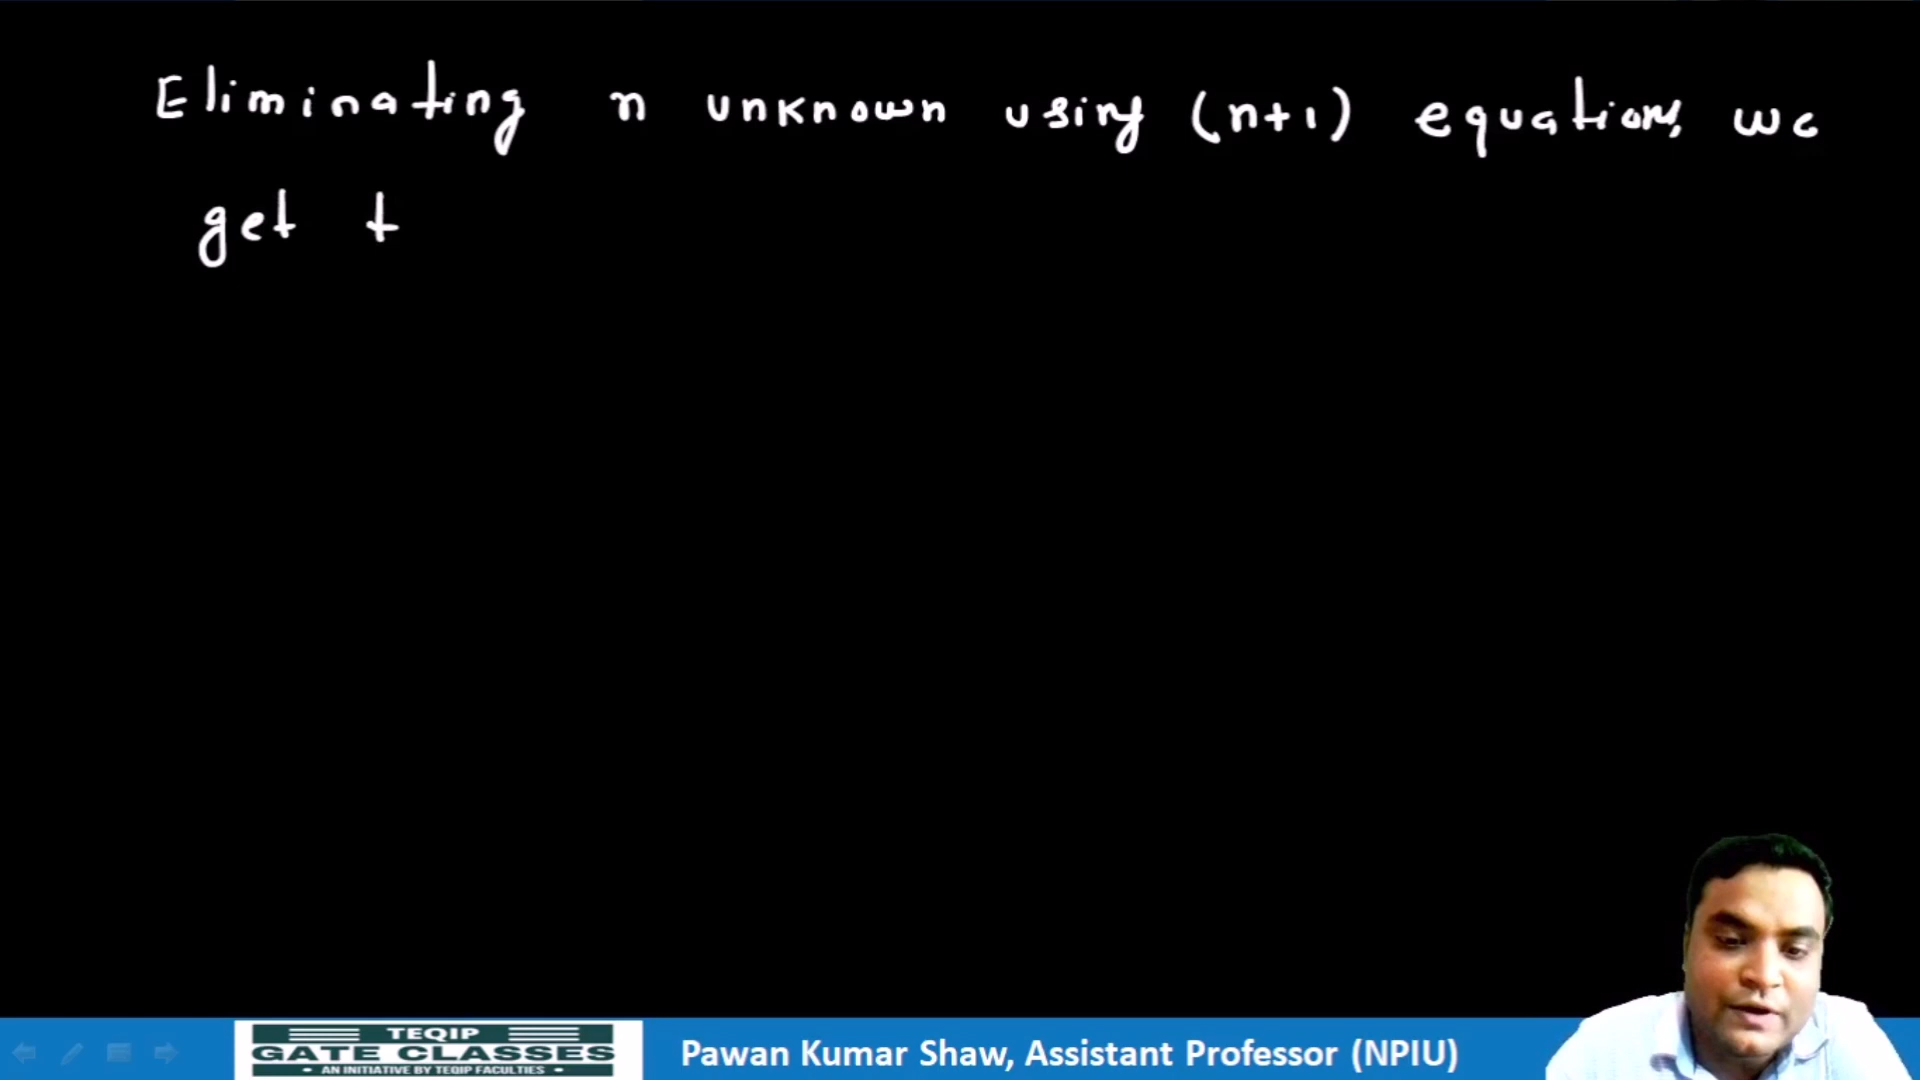 Eliminating n unknown using (n+1) equations, we
get t
TEQIP
GATE CLASSES
• AN INITIATIVE BY TEQIP FACULTIES •
Pawan Kumar Shaw, Assistant Professor (NPIU)